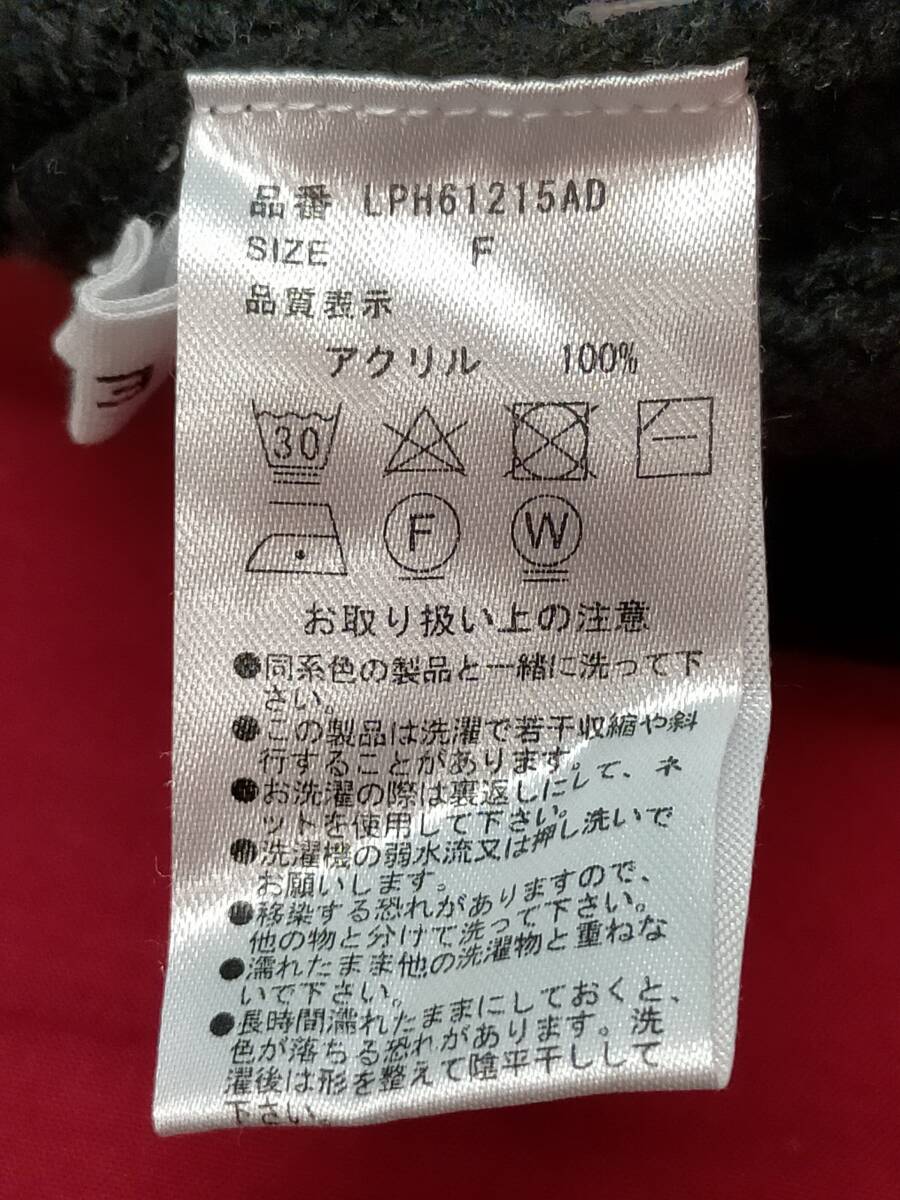 品番 LPH61215AD
SIZE F
品質表示
アクリル 100%
30
F W
お取り扱い上の注意
●同系色の製品と一緒に洗って下
さい。
●この製品は洗濯で若干収縮や斜
行することがあります。
●お洗濯の際は裏返しにして、ネ
ットを使用して下さい。
●洗濯機の弱水流又は押し洗いで
お願いします。
●移染する恐れがありますので、
他の物と分けて洗って下さい。
●濡れたまま他の洗濯物と重ねな
いで下さい。
●長時間濡れたままにしておくと、
色が落ちる恐れがあります。洗
濯後は形を整えて陰平干しして
下さい。